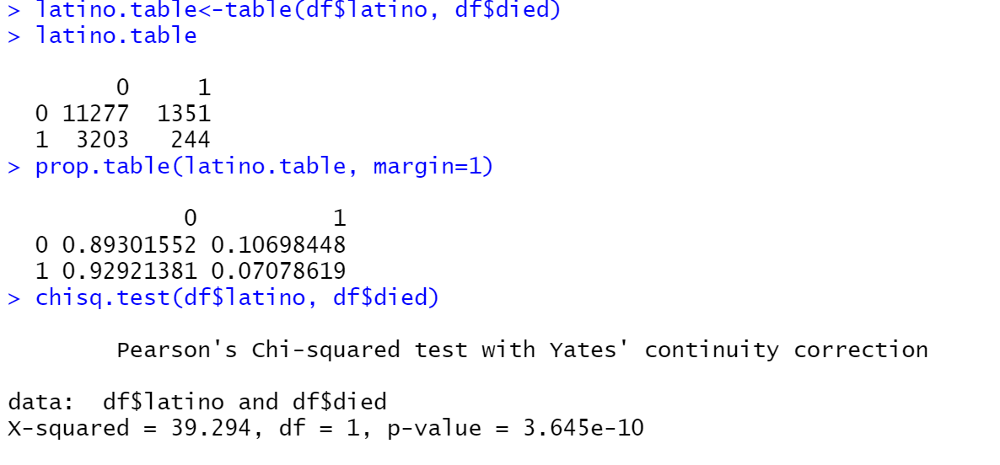 > latino.table<-table(df$latino, df$died)
> latino.table
0 1
0 11277 1351
1 3203 244
> prop.table(latino.table, margin=1)
0 1
0 0.89301552 0.10698448
1 0.92921381 0.07078619
> chisq.test(df$latino, df$died)
Pearson's Chi-squared test with Yates' continuity correction
data: df$latino and df$died
X-squared = 39.294, df = 1, p-value = 3.645e-10